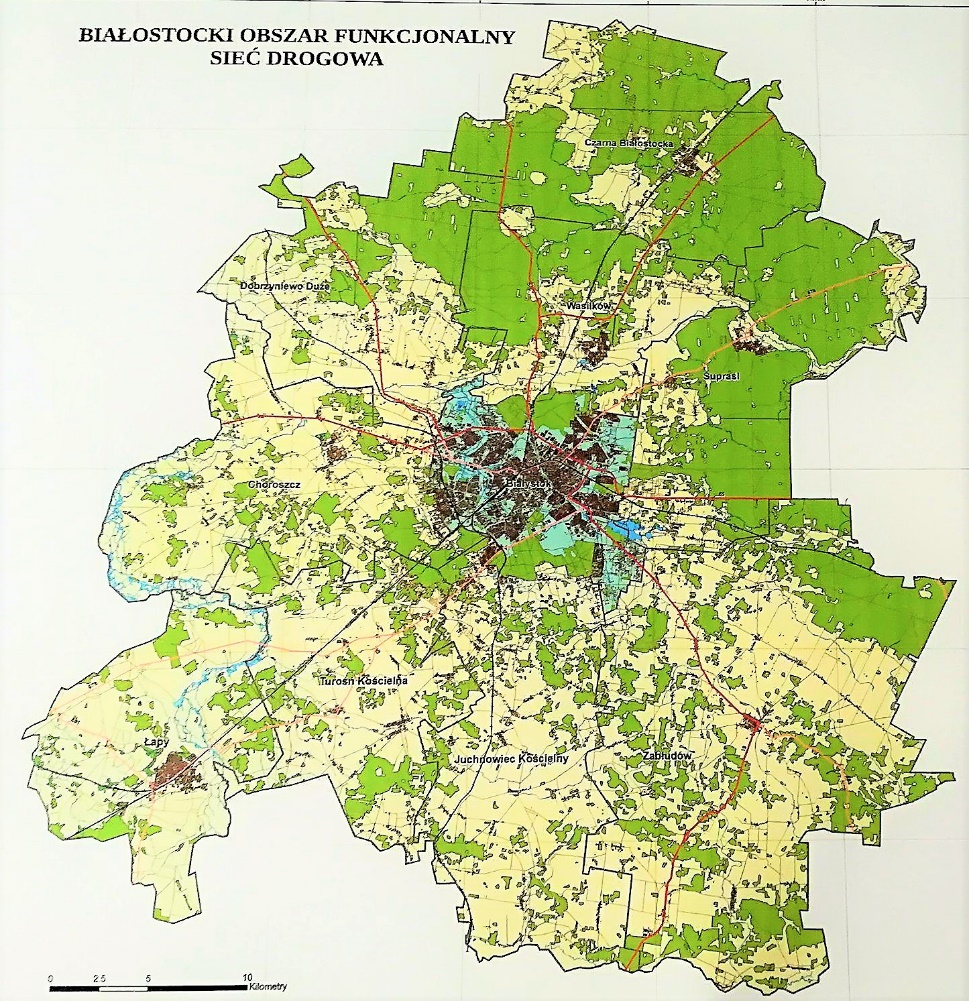 BIAŁOSTOCKI OBSZAR FUNKCJONALNY
SIEĆ DROGOWA
Czarna Białostocka
Dobrzyniewo Duże
Wasilków
Supraśl
Choroszcz
Białystok
Turośń Kościelna
Łapy
Juchnowiec Kościelny
Zabłudów
0 2.5 5 10
Kilometry